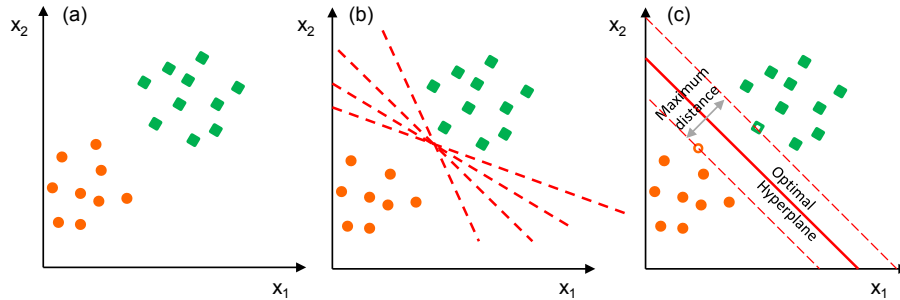 (a)
x2
x1
(b)
x2
x1
(c)
x2
Maximum
distance
Optimal
Hyperplane
x1